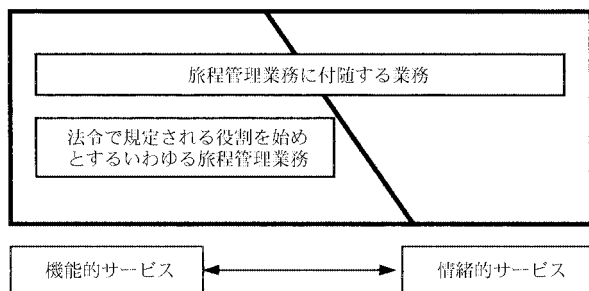 旅程管理業務に付随する業務
法令で規定される役割を始め
とするいわゆる旅程管理業務
機能的サービス
情緒的サービス